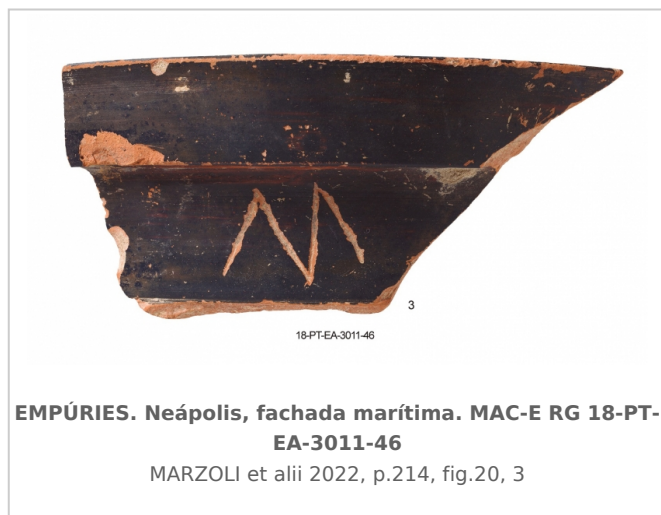 Μ
3
18-PT-EA-3011-46
EMPÚRIES. Neápolis, fachada marítima. MAC-E RG 18-PT-
EA-3011-46
MARZOLI et alii 2022, p.214, fig.20, 3